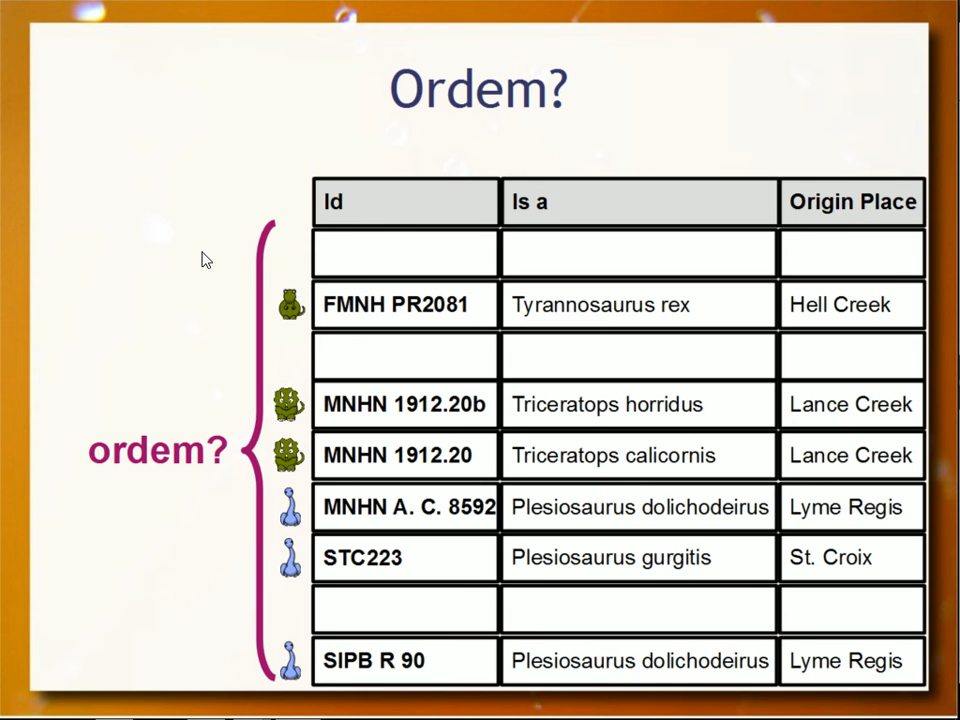 Ordem?
Id Is a Origin Place
FMNH PR2081 Tyrannosaurus rex Hell Creek
MNHN 1912.20b Triceratops horridus Lance Creek
ordem?
MNHN 1912.20 Triceratops calicornis Lance Creek
MNHN A. C. 8592 Plesiosaurus dolichodeirus Lyme Regis
STC223 Plesiosaurus gurgitis St. Croix
SIPB R 90 Plesiosaurus dolichodeirus Lyme Regis